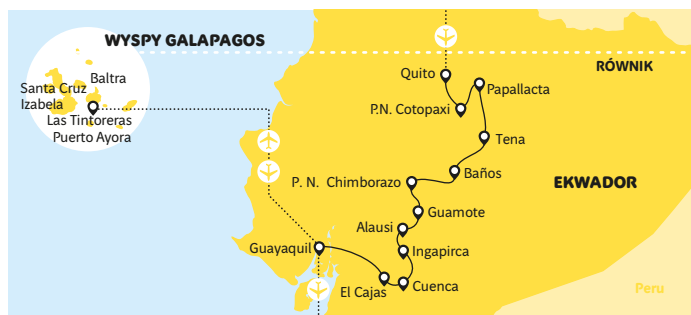 WYSPY GALAPAGOS
Baltra
Santa Cruz
Izabela
Las Tintoreras
Puerto Ayora
Quito
RÓWNIK
Papallacta
P.N. Cotopaxi
Tena
Baños
P. N. Chimborazo
EKWADOR
Guamote
Alausi
Guayaquil
Ingapirca
El Cajas
Cuenca
Peru